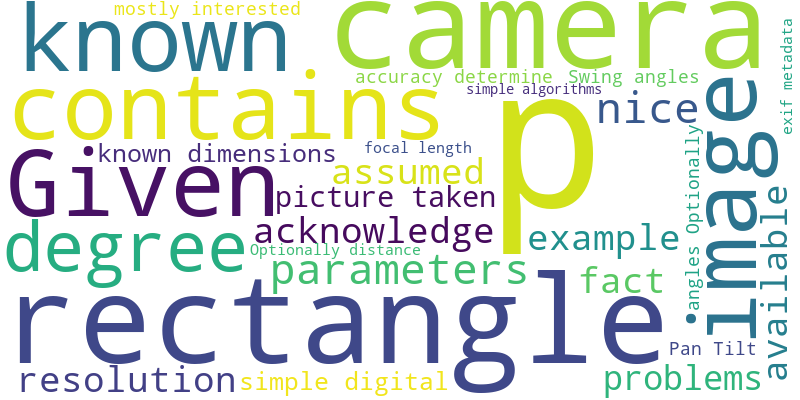 mostly interested
known
camera
exif metadata
accuracy determine
Swing angles
simple algorithms
contains
p
nice
image
Given
known dimensions
focal length
assumed
picture taken
angles Optionally
available
degree
acknowledge
Optionally distance
example
parameters
fact
rectangle
Pan Tilt
resolution
simple digital
problems